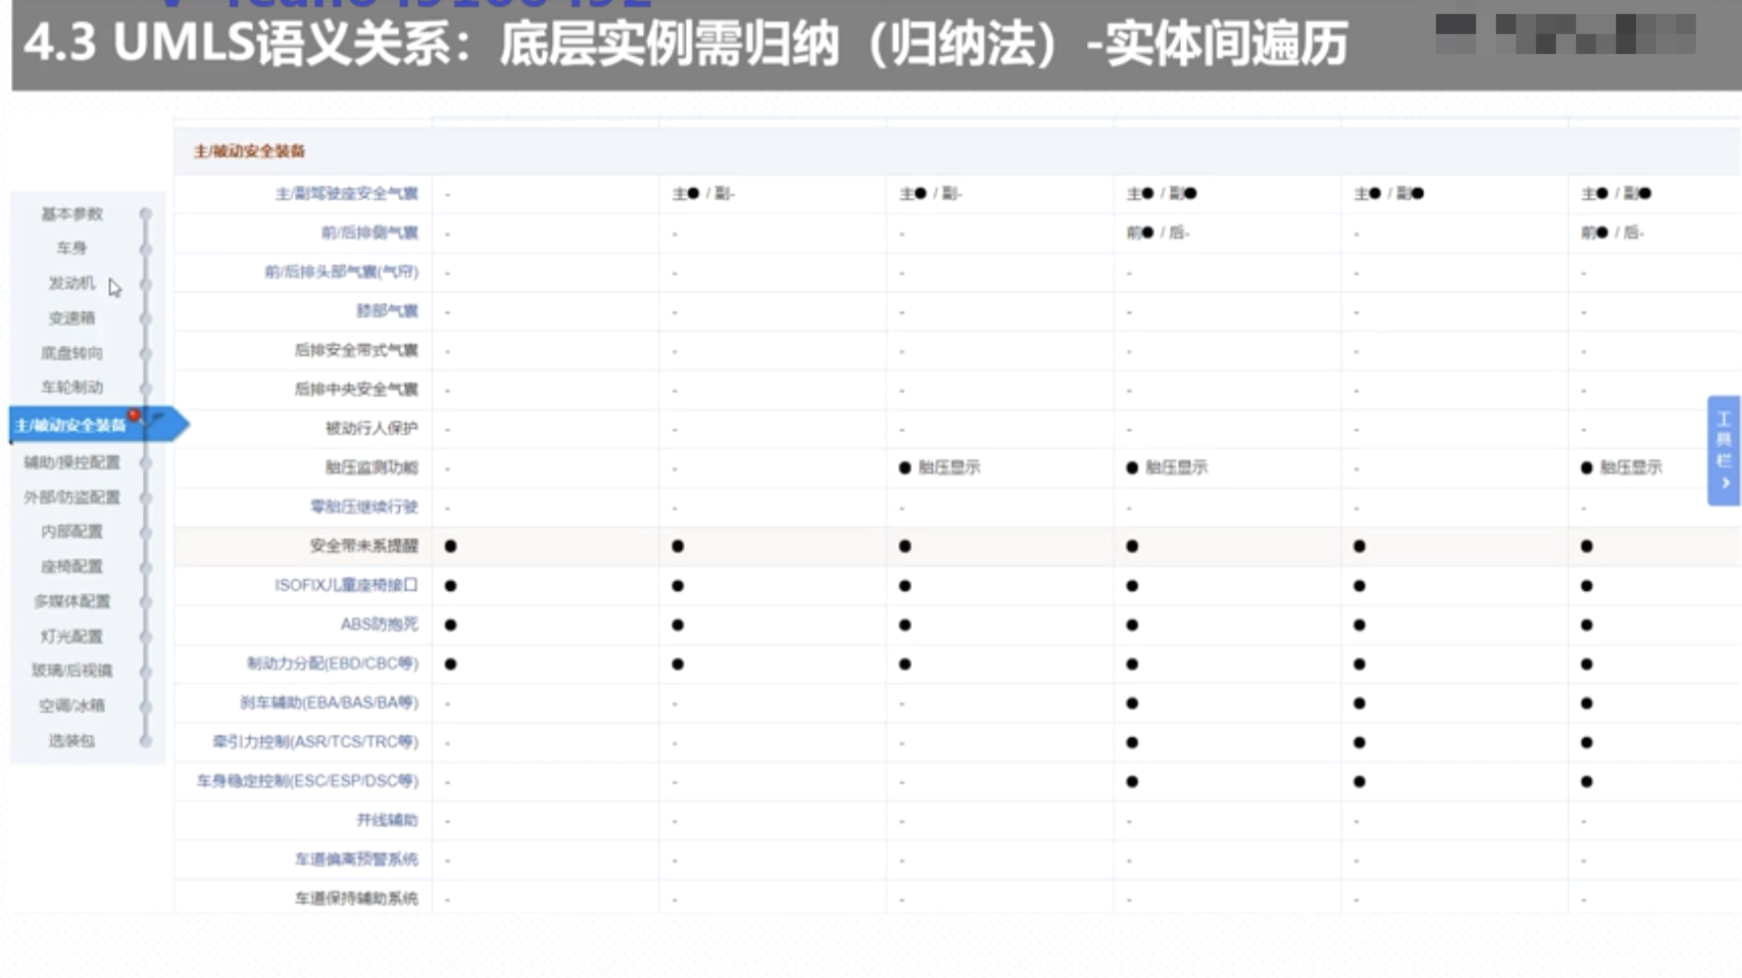 4.3 UMLS语义关系：底层实例需归纳（归纳法）-实体间遍历
主/被动安全装备
主/副驾驶座安全气囊 - 主● / 副- 主● / 副- 主● / 副● 主● / 副● 主● / 副●
前/后排侧气囊 - - - 前● / 后- - 前● / 后-
前/后排头部气囊(气帘) - - - - - -
膝部气囊 - - - - - -
后排安全带式气囊 - - - - - -
后排中央安全气囊 - - - - - -
被动行人保护 - - - - - -
胎压监测功能 - - ● 胎压显示 ● 胎压显示 - ● 胎压显示
零胎压继续行驶 - - - - - -
安全带未系提醒 ● ● ● ● ● ●
ISOFIX儿童座椅接口 ● ● ● ● ● ●
ABS防抱死 ● ● ● ● ● ●
制动力分配(EBD/CBC等) ● ● ● ● ● ●
刹车辅助(EBA/BAS/BA等) - - - ● ● ●
牵引力控制(ASR/TCS/TRC等) - - - ● ● ●
车身稳定控制(ESC/ESP/DSC等) - - - ● ● ●
并线辅助 - - - - - -
车道偏离预警系统 - - - - - -
车道保持辅助系统 - - - - - -
基本参数
车身
发动机
变速箱
底盘转向
车轮制动
主/被动安全装备
辅助/操控配置
外部/防盗配置
内部配置
座椅配置
多媒体配置
灯光配置
玻璃/后视镜
空调/冰箱
选装包
工具栏